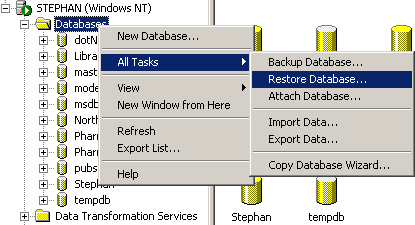 STEPHAN (Windows NT)
Databases
dotN
Libra
mast
mode
msdb
North
Phar
Phar
pubs
Steph
tempdb
Data Transformation Services
New Database...
All Tasks
View
New Window from Here
Refresh
Export List...
Help
Backup Database...
Restore Database...
Attach Database...
Import Data...
Export Data...
Copy Database Wizard...
Stephan
tempdb